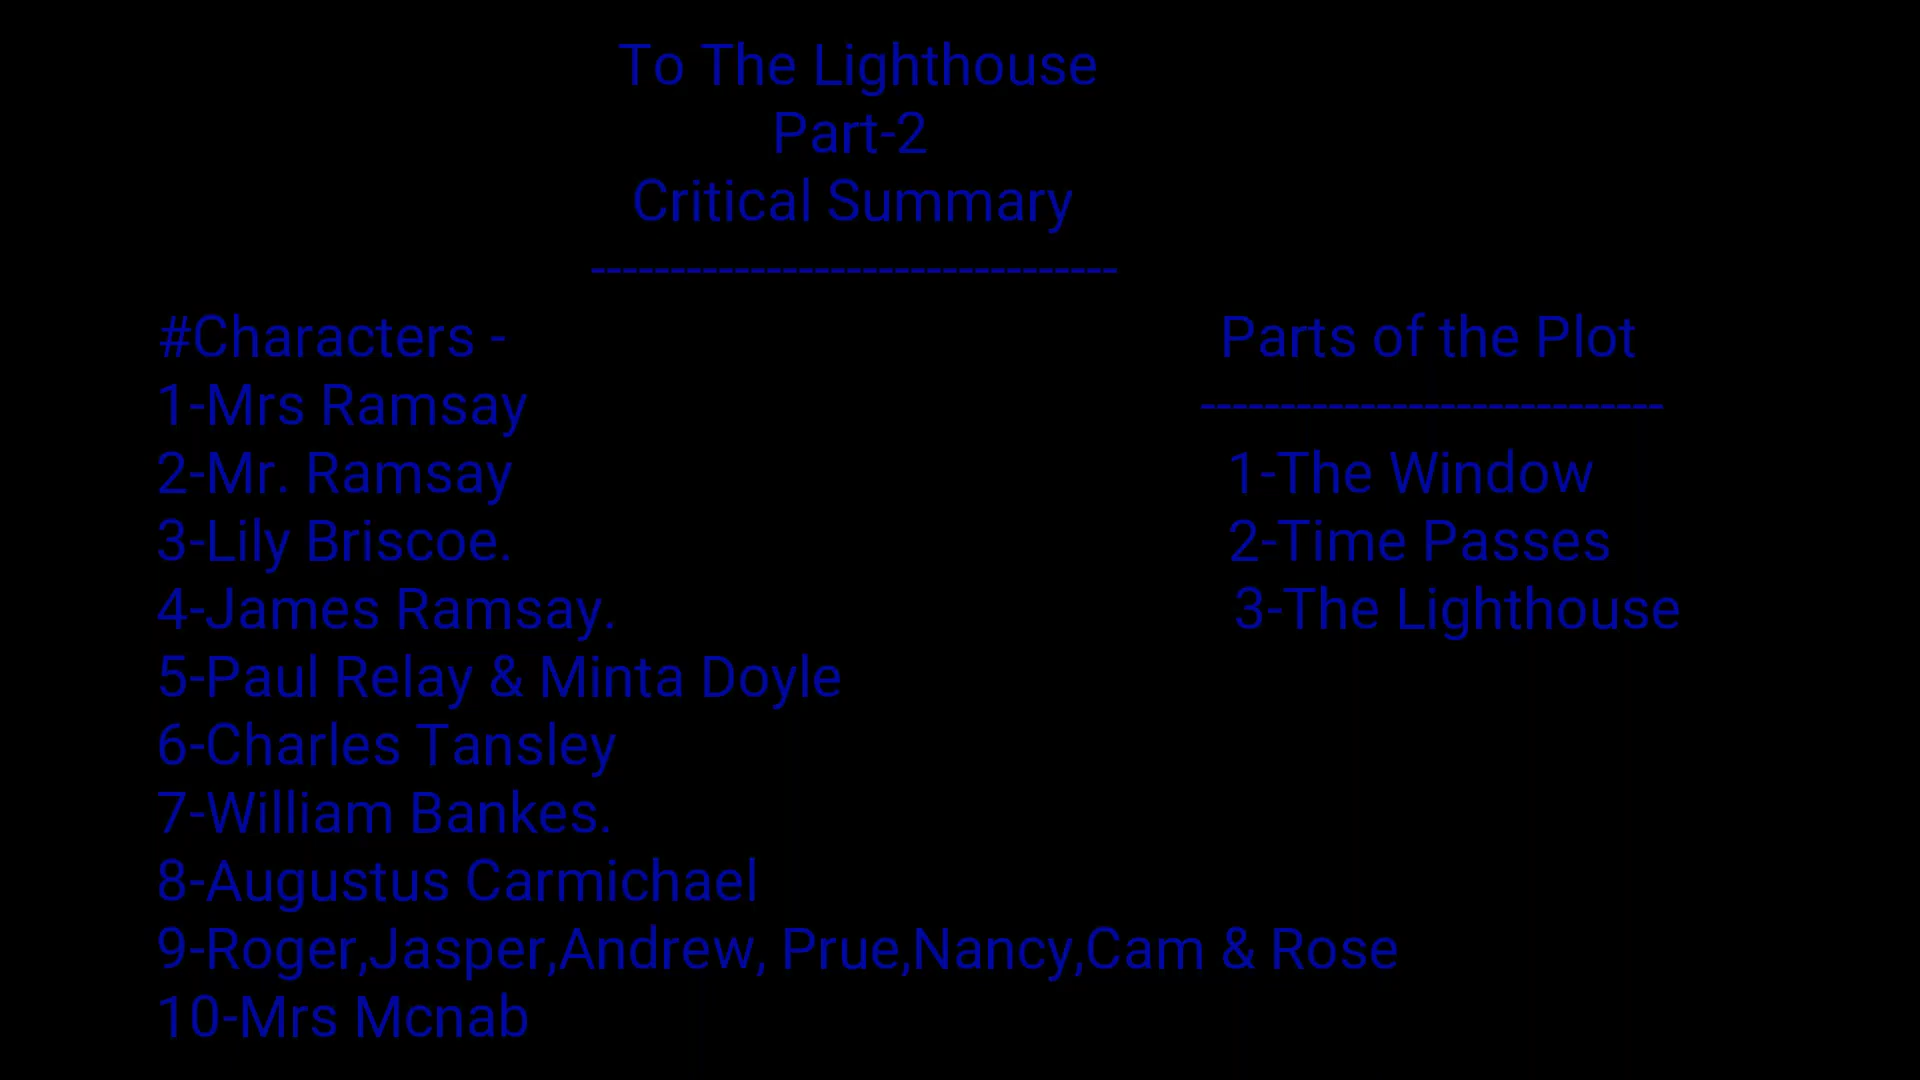 To The Lighthouse
Part-2
Critical Summary
---------------------------------
#Characters -
1-Mrs Ramsay
2-Mr. Ramsay
3-Lily Briscoe.
4-James Ramsay.
5-Paul Relay & Minta Doyle
6-Charles Tansley
7-William Bankes.
8-Augustus Carmichael
9-Roger,Jasper,Andrew, Prue,Nancy,Cam & Rose
10-Mrs Mcnab
Parts of the Plot
-----------------------------
1-The Window
2-Time Passes
3-The Lighthouse